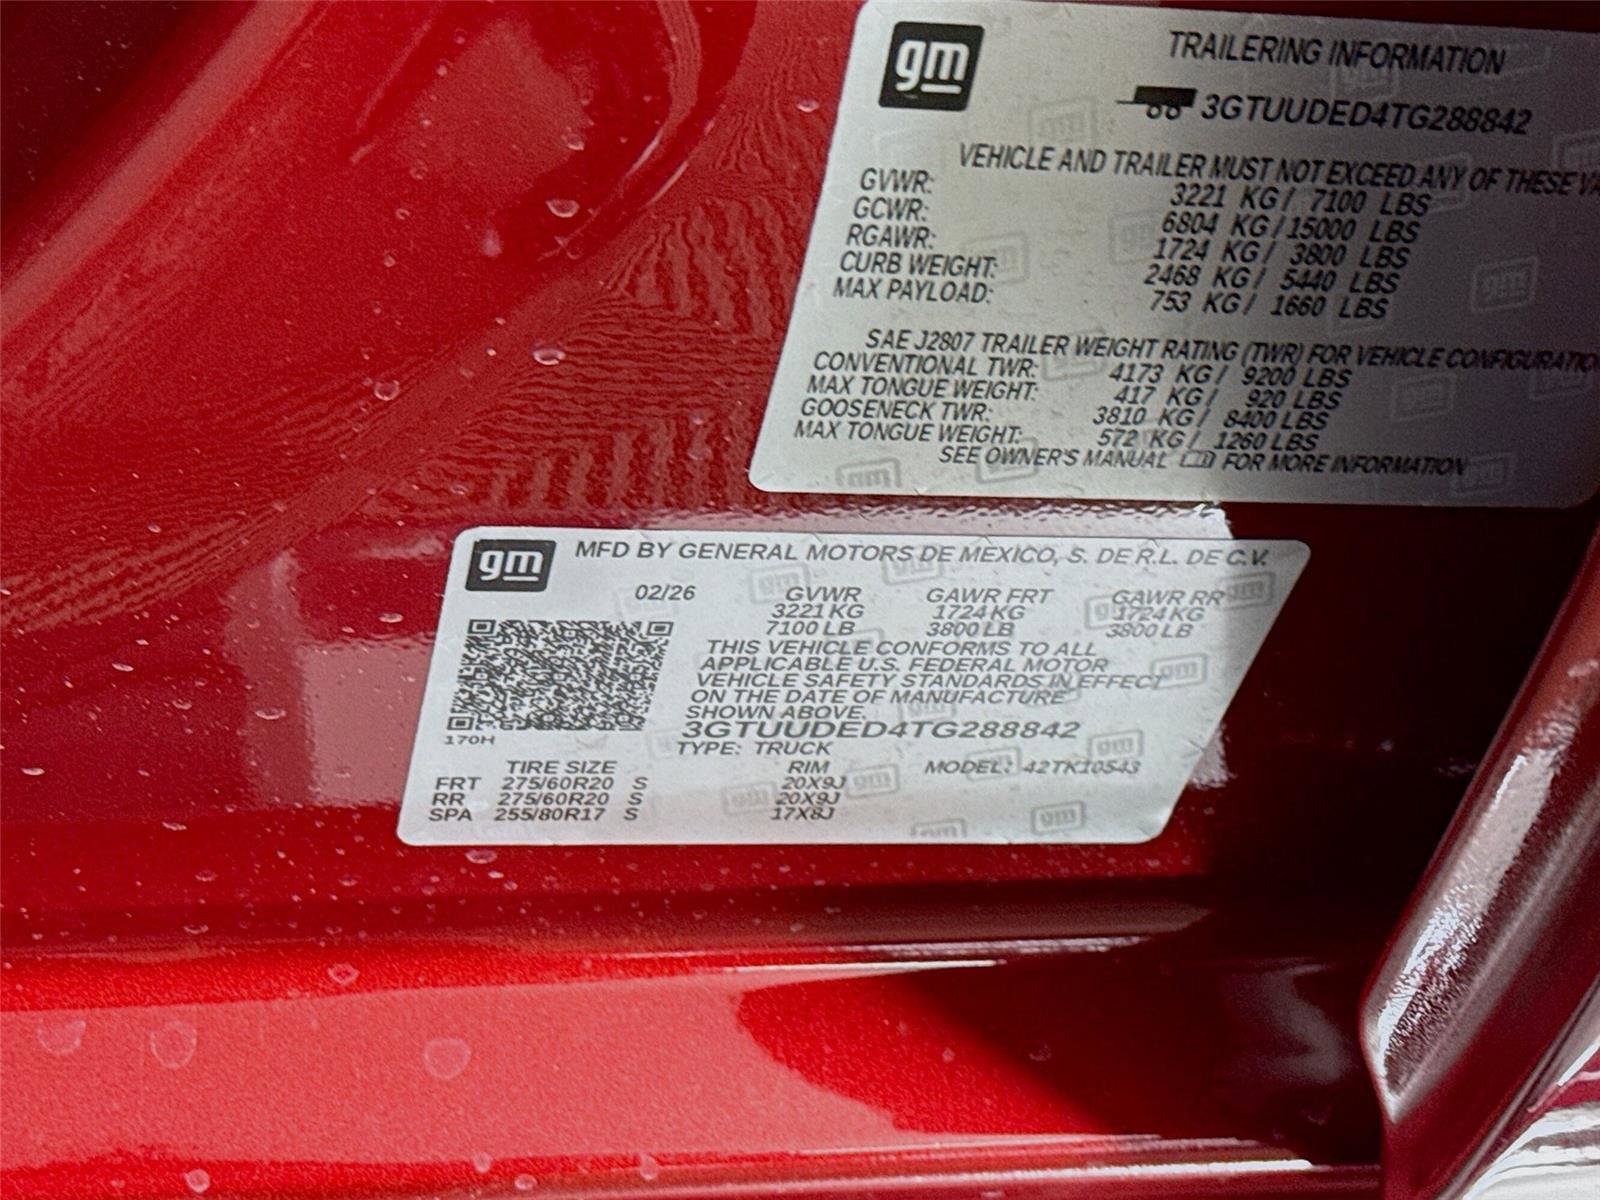 gm
TRAILERING INFORMATION
3GTUUDED4TG288842
VEHICLE AND TRAILER MUST NOT EXCEED ANY OF THESE
GVWR: 3221 KG / 7100 LBS
GCWR: 6804 KG / 15000 LBS
RGAWR: 1724 KG / 3800 LBS
CURB WEIGHT: 2468 KG / 5440 LBS
MAX PAYLOAD: 753 KG / 1660 LBS
SAE J2807 TRAILER WEIGHT RATING (TWR) FOR VEHICLE CONFIGURATIO
CONVENTIONAL TWR: 4173 KG / 9200 LBS
MAX TONGUE WEIGHT: 417 KG / 920 LBS
GOOSENECK TWR: 3810 KG / 8400 LBS
MAX TONGUE WEIGHT: 572 KG / 1260 LBS
SEE OWNER'S MANUAL FOR MORE INFORMATION
gm
MFD BY GENERAL MOTORS DE MEXICO, S. DE R.L. DE C.V.
02/26 GVWR GAWR FRT GAWR RR
3221 KG 1724 KG 1724 KG
7100 LB 3800 LB 3800 LB
THIS VEHICLE CONFORMS TO ALL
APPLICABLE U.S. FEDERAL MOTOR
VEHICLE SAFETY STANDARDS IN EFFECT
ON THE DATE OF MANUFACTURE
SHOWN ABOVE.
3GTUUDED4TG288842
170H
TYPE: TRUCK
TIRE SIZE RIM MODEL: 42TK10543
FRT 275/60R20 S 20X9J
RR 275/60R20 S 20X9J
SPA 255/80R17 S 17X8J